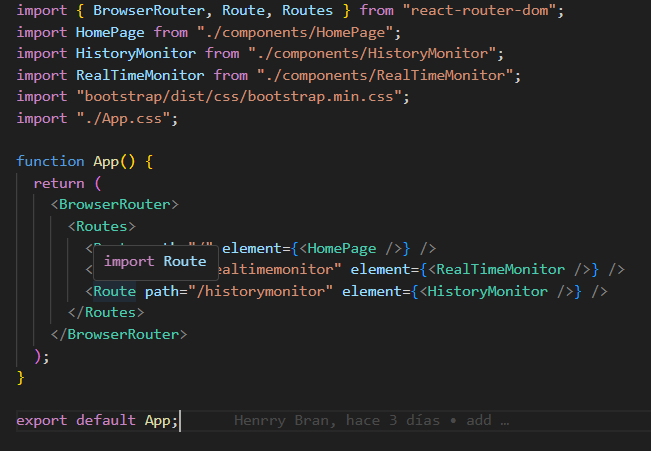 import { BrowserRouter, Route, Routes } from "react-router-dom";
import HomePage from "./components/HomePage";
import HistoryMonitor from "./components/HistoryMonitor";
import RealTimeMonitor from "./components/RealTimeMonitor";
import "bootstrap/dist/css/bootstrap.min.css";
import "./App.css";
function App() {
return (
<BrowserRouter>
<Routes>
< "/" element={<HomePage />} />
import Route
< ealtimemonitor" element={<RealTimeMonitor />} />
<Route path="/historymonitor" element={<HistoryMonitor />} />
</Routes>
</BrowserRouter>
);
}
export default App; Henrry Bran, hace 3 días • add …